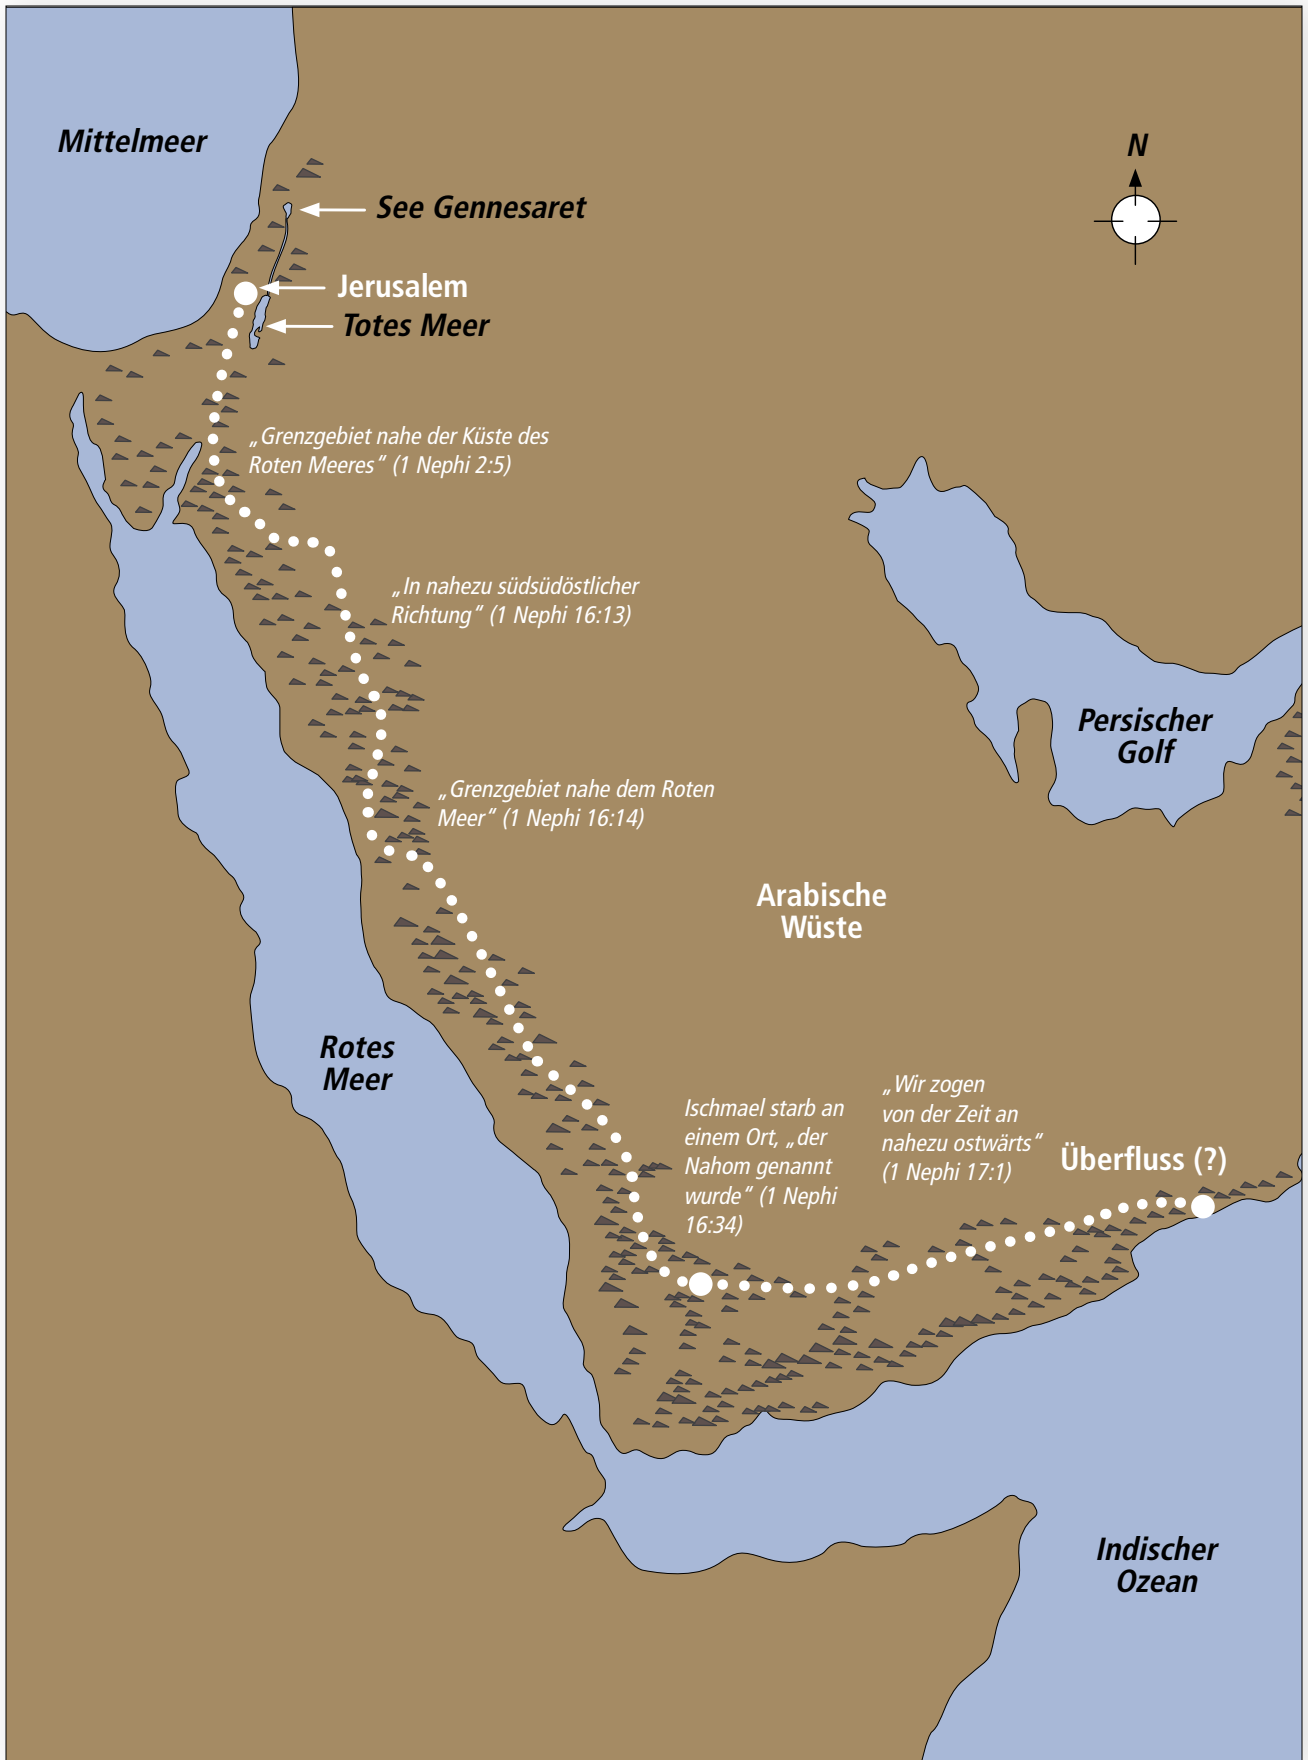 Mittelmeer
N
See Gennesaret
Jerusalem
Totes Meer
„Grenzgebiet nahe der Küste des
Roten Meeres“ (1 Nephi 2:5)
„In nahezu südsüdöstlicher
Richtung“ (1 Nephi 16:13)
Persischer
Golf
„Grenzgebiet nahe dem Roten
Meer“ (1 Nephi 16:14)
Arabische
Wüste
Rotes
Meer
Ischmael starb an
einem Ort, „der
Nahom genannt
wurde“ (1 Nephi
16:34)
„Wir zogen
von der Zeit an
nahezu ostwärts“
(1 Nephi 17:1)
Überfluss (?)
Indischer
Ozean